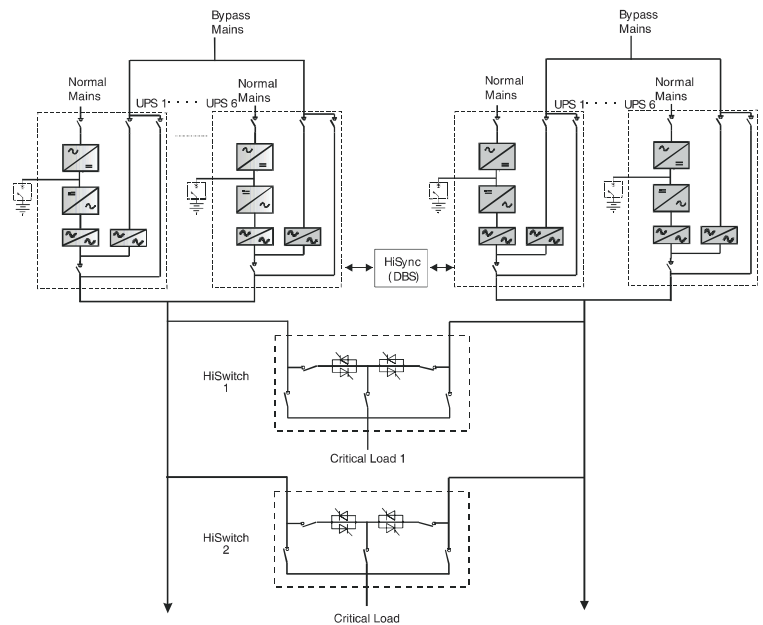 Bypass
Mains
Bypass
Mains
Normal
Mains
UPS 1
UPS 6
Normal
Mains
Normal
Mains
UPS 1
UPS 6
Normal
Mains
HiSync
(DBS)
HiSwitch
1
Critical Load 1
HiSwitch
2
Critical Load